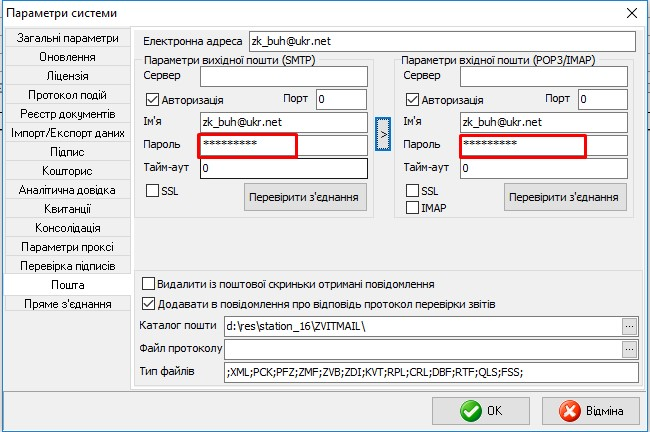 Параметри системи
Загальні параметри
Оновлення
Ліцензія
Протокол подій
Реєстр документів
Імпорт/Експорт даних
Підпис
Кошторис
Аналітична довідка
Квитанції
Консолідація
Параметри проксі
Перевірка підписів
Пошта
Пряме з'єднання
Електронна адреса zk_buh@ukr.net
Параметри вихідної пошти (SMTP)
Сервер
Авторизація Порт 0
Ім'я zk_buh@ukr.net
Пароль *********
Тайм-аут 0
SSL Перевірити з'єднання
>
Параметри вхідної пошти (POP3/IMAP)
Сервер
Авторизація Порт 0
Ім'я zk_buh@ukr.net
Пароль *********
Тайм-аут 0
SSL
IMAP Перевірити з'єднання
Видалити із поштової скриньки отримані повідомлення
Додавати в повідомлення про відповідь протокол перевірки звітів
Каталог пошти d:\res\station_16\ZVITMAIL\ ...
Файл протоколу ...
Тип файлів ;XML;PCK;PFZ;ZMF;ZVB;ZDI;KVT;RPL;CRL;DBF;RTF;QLS;FSS;
OK Відміна